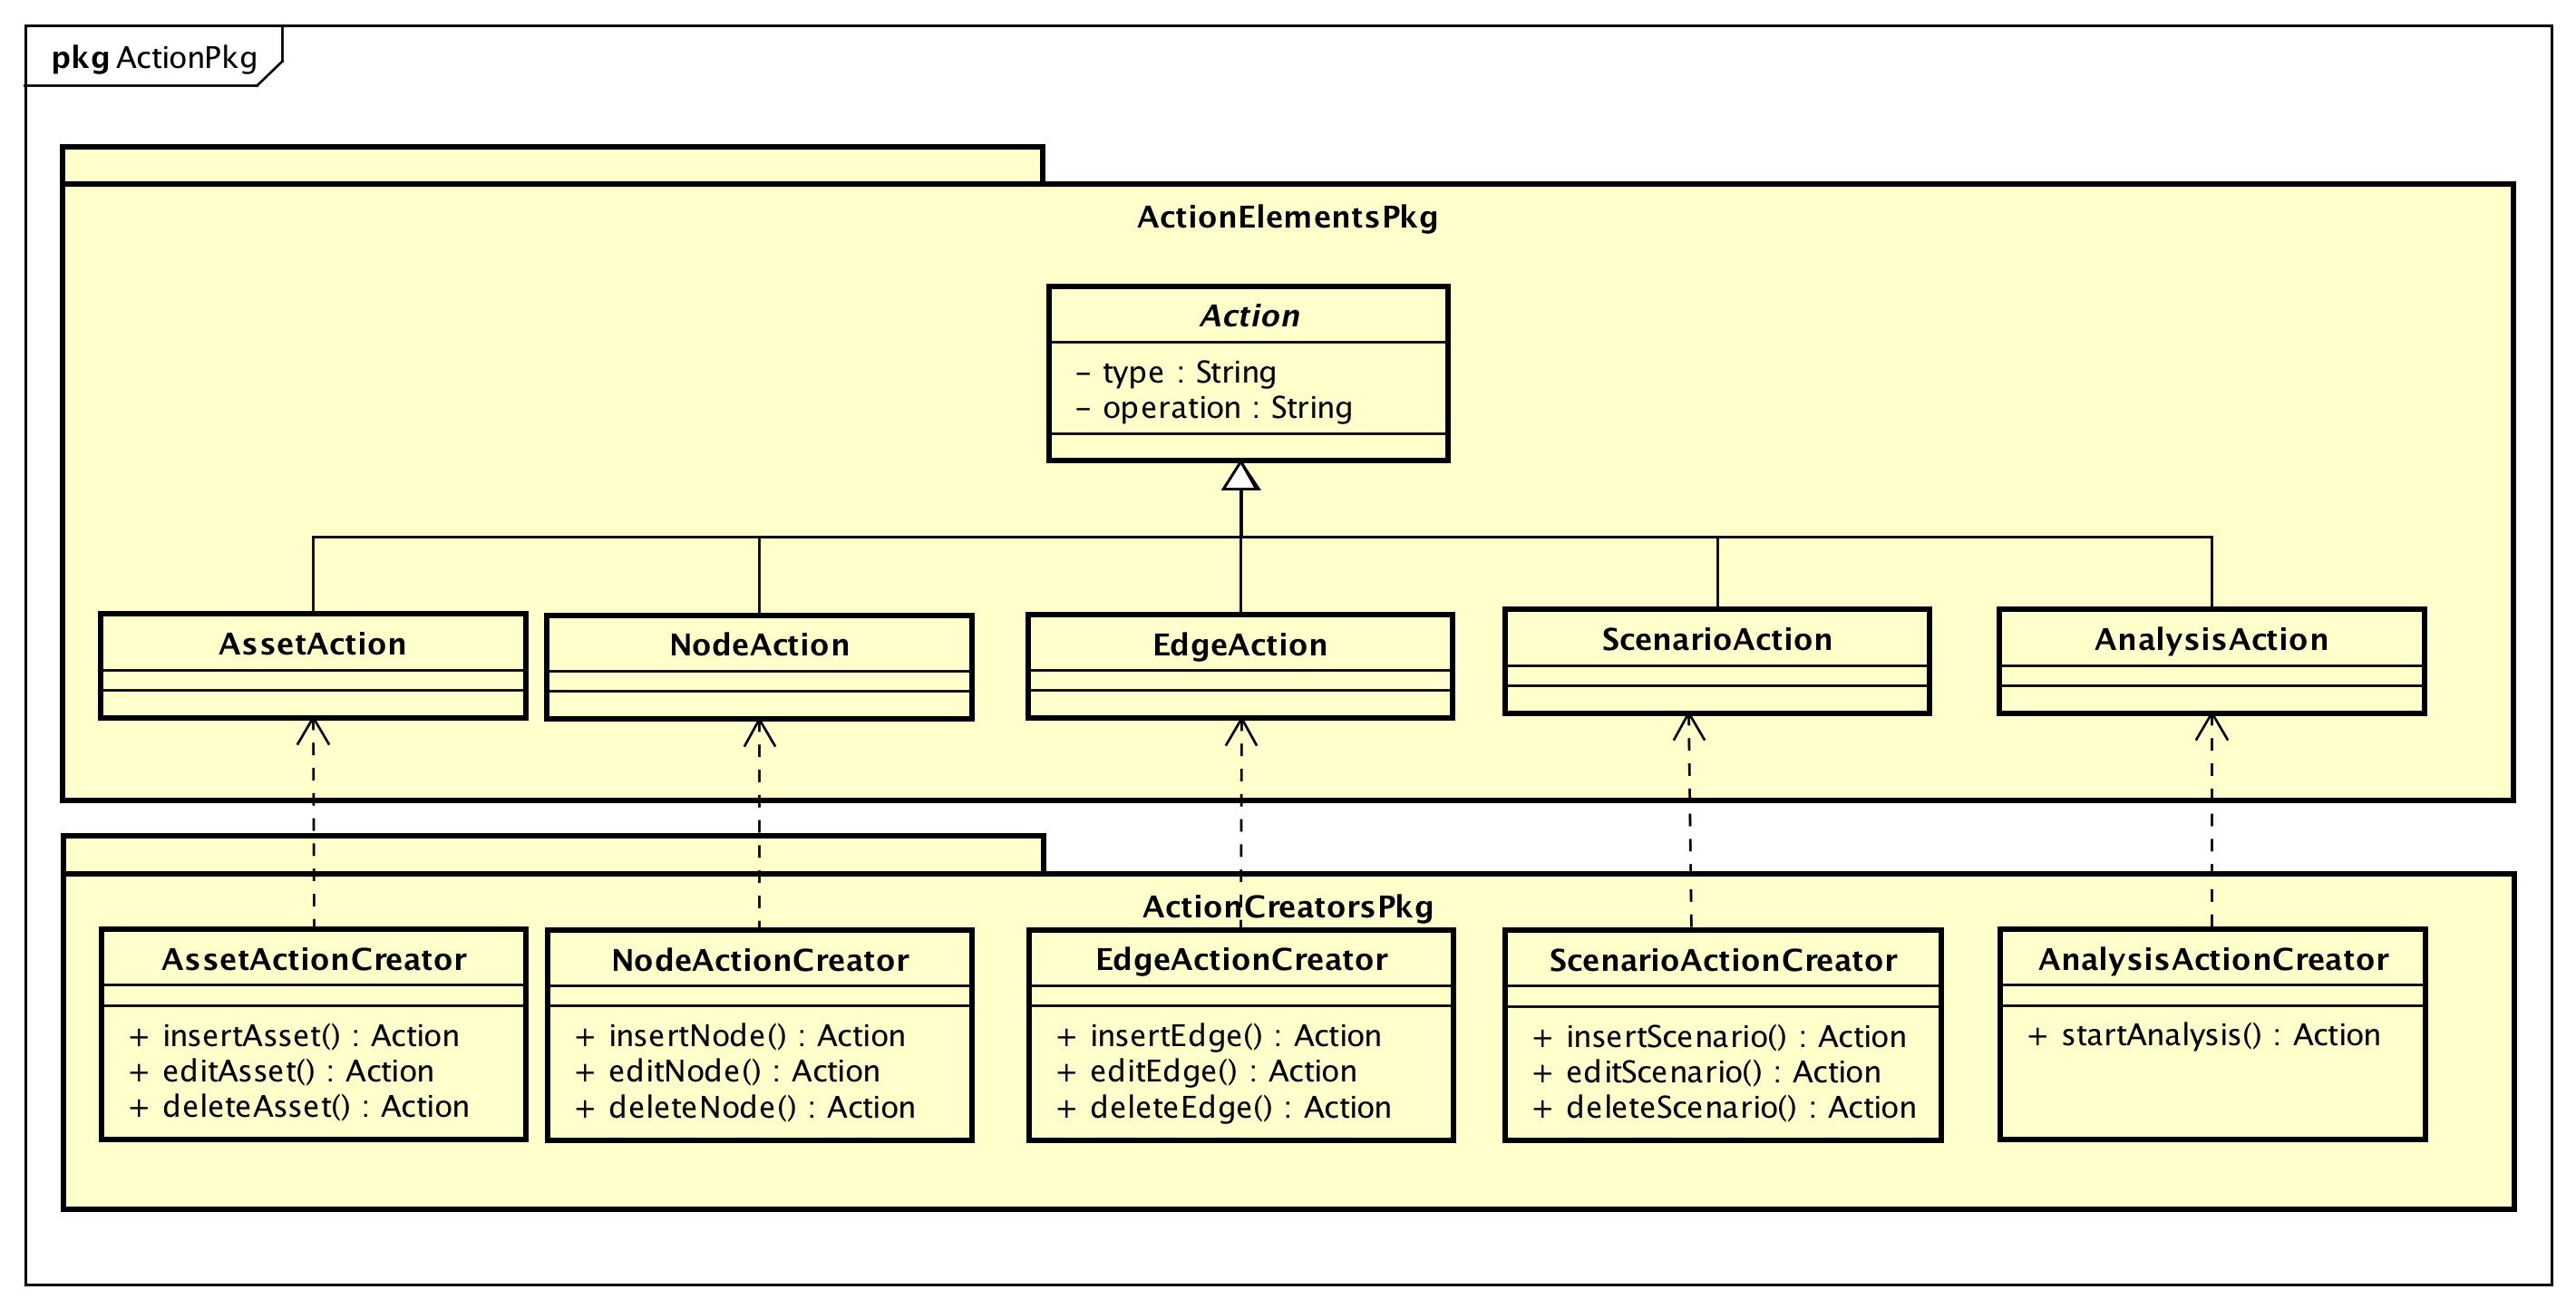 pkg ActionPkg
ActionElementsPkg
Action
- type : String
- operation : String
AssetAction
NodeAction
EdgeAction
ScenarioAction
AnalysisAction
ActionCreatorsPkg
AssetActionCreator
+ insertAsset() : Action
+ editAsset() : Action
+ deleteAsset() : Action
NodeActionCreator
+ insertNode() : Action
+ editNode() : Action
+ deleteNode() : Action
EdgeActionCreator
+ insertEdge() : Action
+ editEdge() : Action
+ deleteEdge() : Action
ScenarioActionCreator
+ insertScenario() : Action
+ editScenario() : Action
+ deleteScenario() : Action
AnalysisActionCreator
+ startAnalysis() : Action